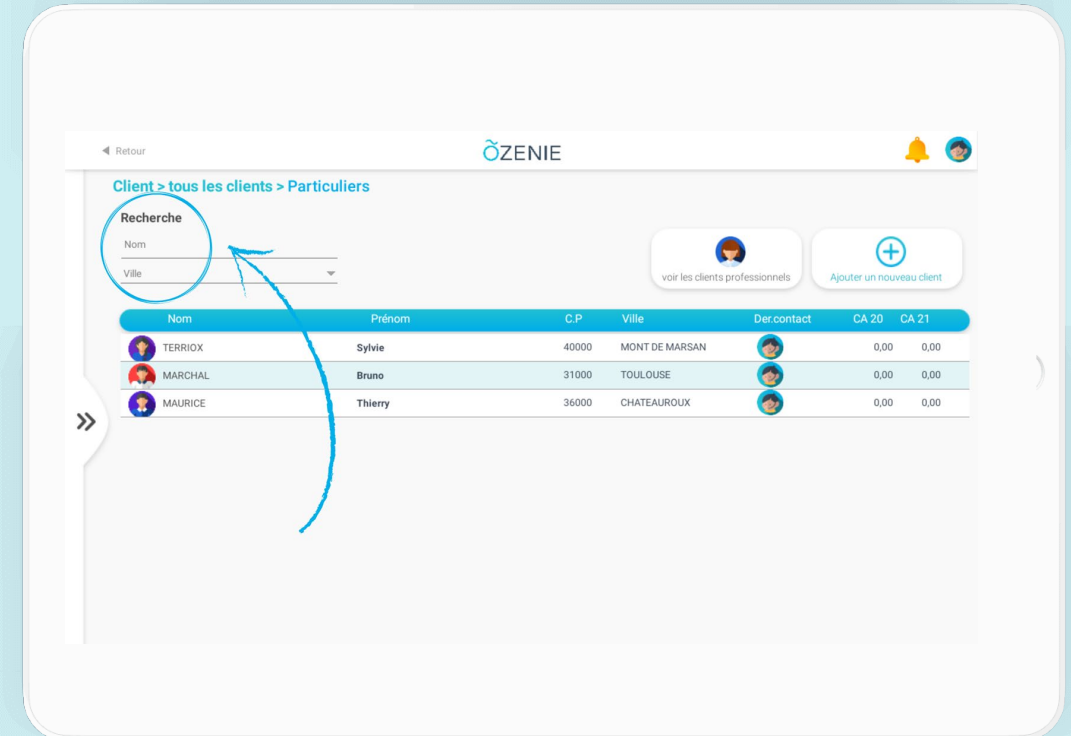 Retour
ÕZENIE
Client > tous les clients > Particuliers
Recherche
Nom
Ville
voir les clients professionnels
Ajouter un nouveau client
Nom Prénom C.P Ville Der.contact CA 20 CA 21
TERRIOX Sylvie 40000 MONT DE MARSAN 0,00 0,00
MARCHAL Bruno 31000 TOULOUSE 0,00 0,00
MAURICE Thierry 36000 CHATEAUROUX 0,00 0,00